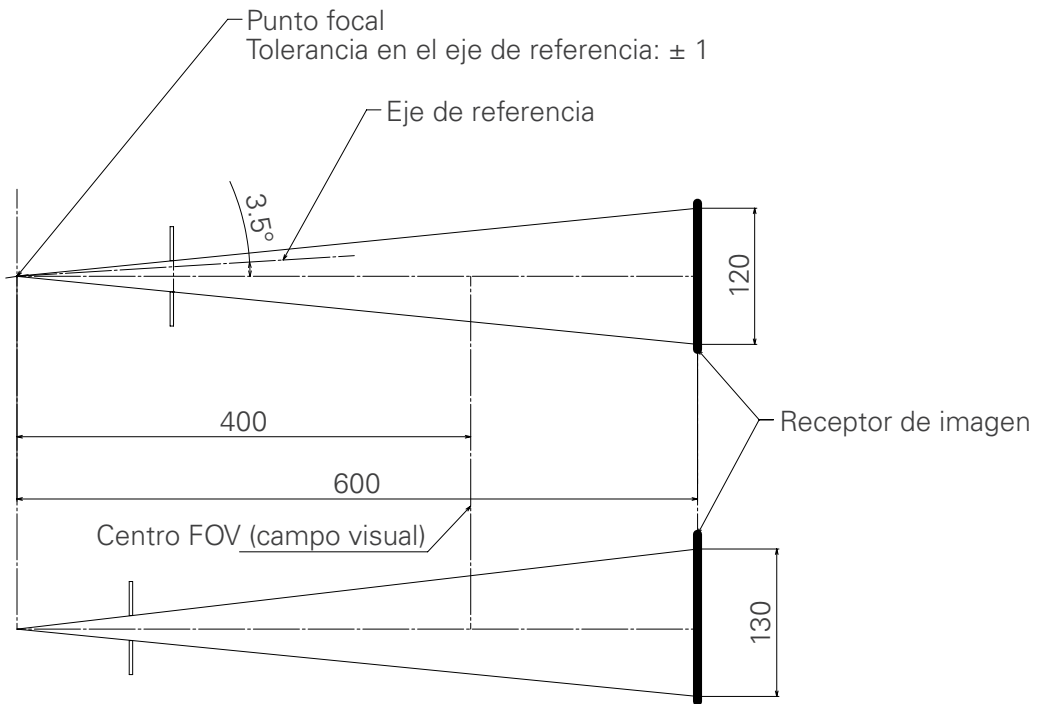 Punto focal
Tolerancia en el eje de referencia: ± 1
Eje de referencia
3.5°
120
400
Receptor de imagen
600
Centro FOV (campo visual)
130